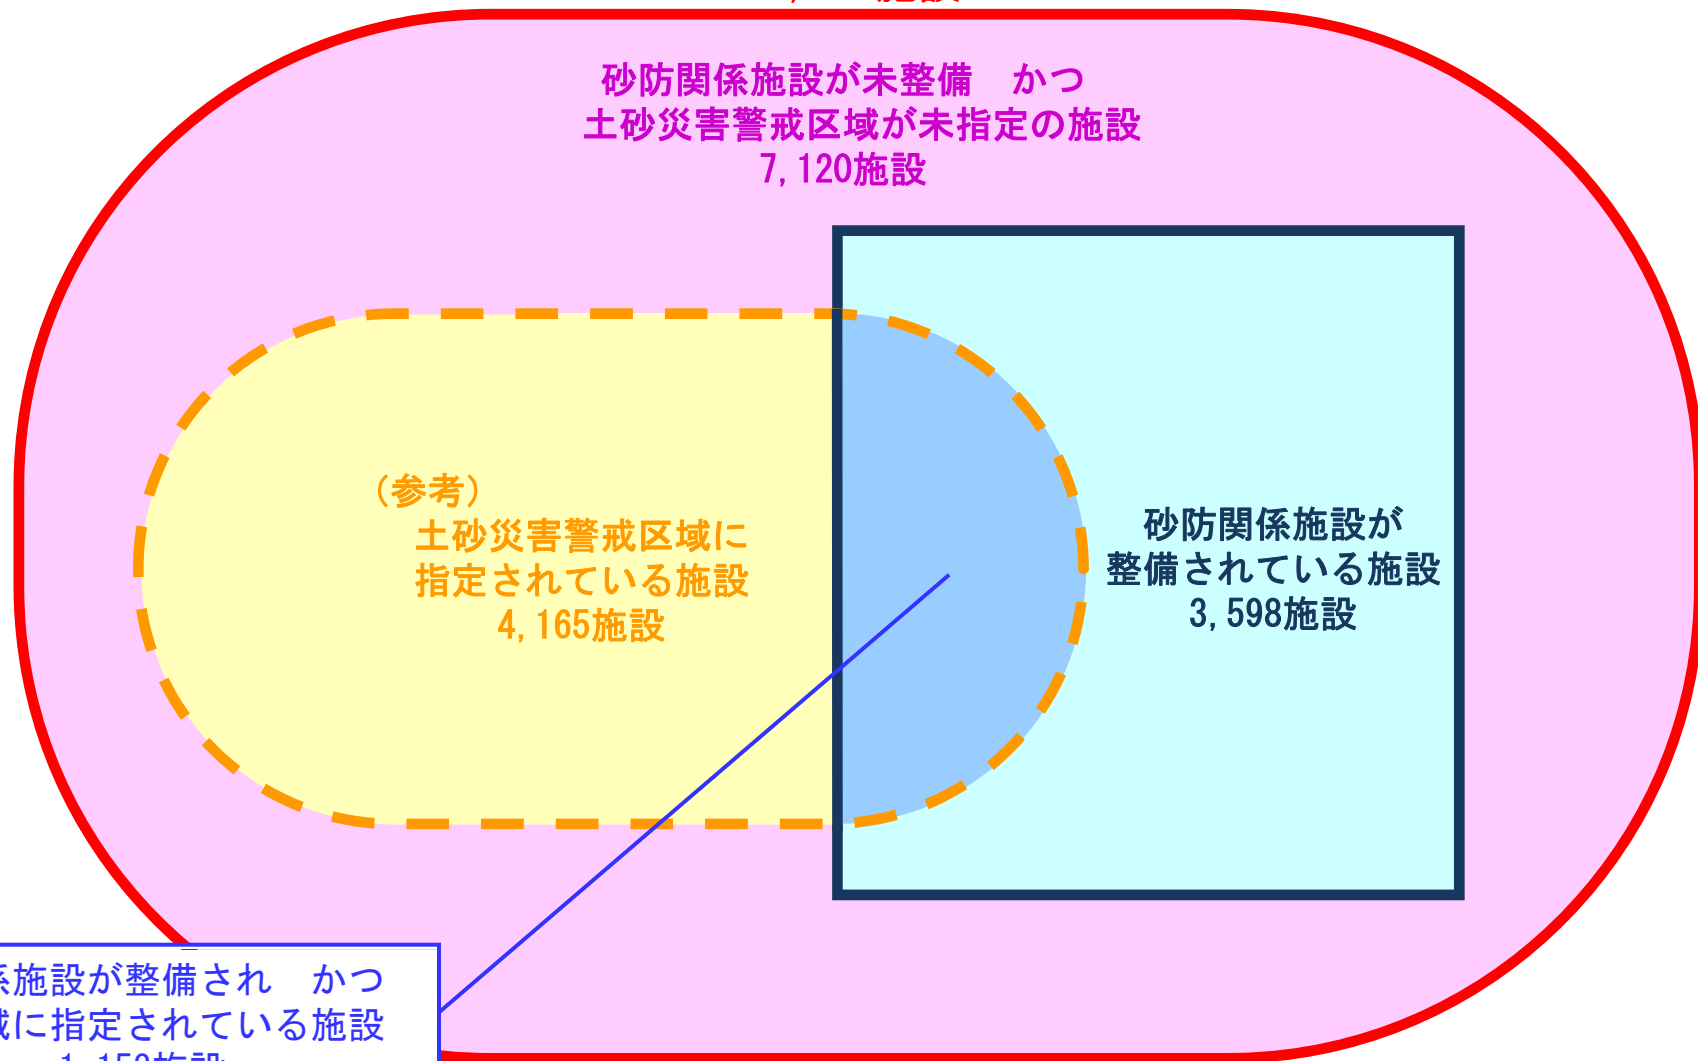 施設
砂防関係施設が未整備　かつ
土砂災害警戒区域が未指定の施設
7,120施設
(参考)
土砂災害警戒区域に
指定されている施設
4,165施設
砂防関係施設が
整備されている施設
3,598施設
係施設が整備され　かつ
域に指定されている施設
施設